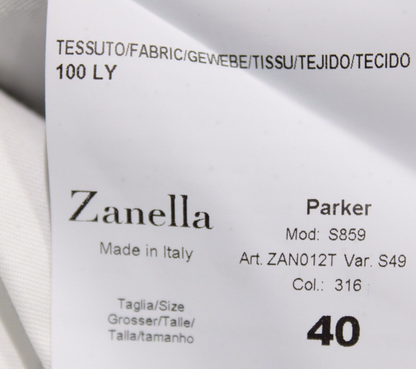 TESSUTO/FABRIC/GEWEBE/TISSU/TEJIDO/TECIDO
100 LY
Zanella
Made in Italy
Parker
Mod: S859
Art. ZAN012T Var. S49
Col.: 316
Taglia/Size
Grosser/Talle/
Talla/tamanho
40